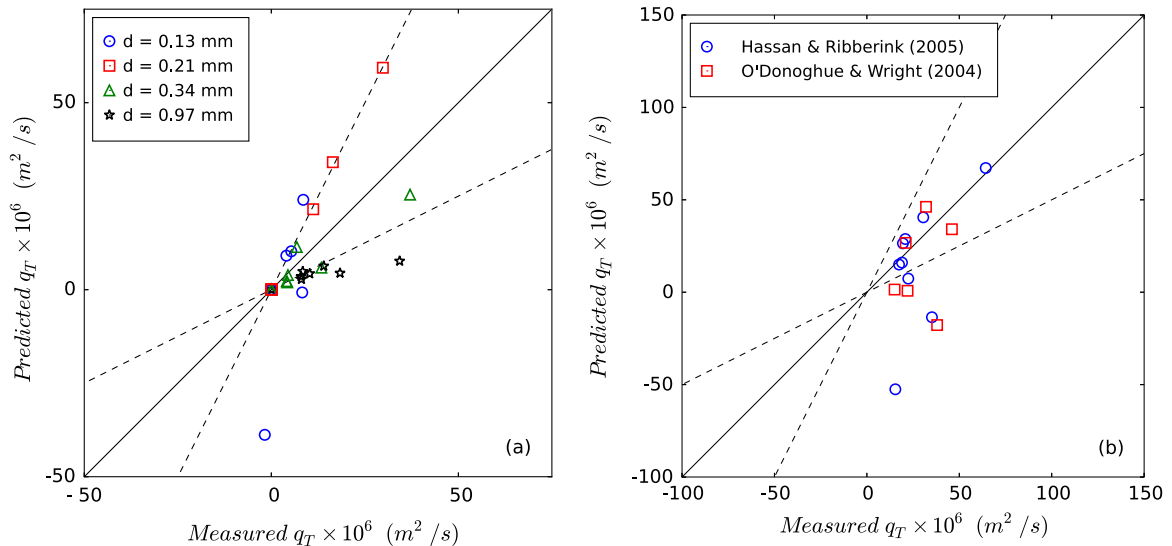 50
0
-50
- 50
0
50
Predicted q_T × 10^6 (m^2 /s)
Measured q_T × 10^6 (m^2 /s)
d = 0.13 mm
d = 0.21 mm
d = 0.34 mm
d = 0.97 mm
(a)
150
100
50
0
-50
-100
-100
-50
0
50
100
150
Predicted q_T × 10^6 (m^2 /s)
Measured q_T × 10^6 (m^2 /s)
Hassan & Ribberink (2005)
O'Donoghue & Wright (2004)
(b)